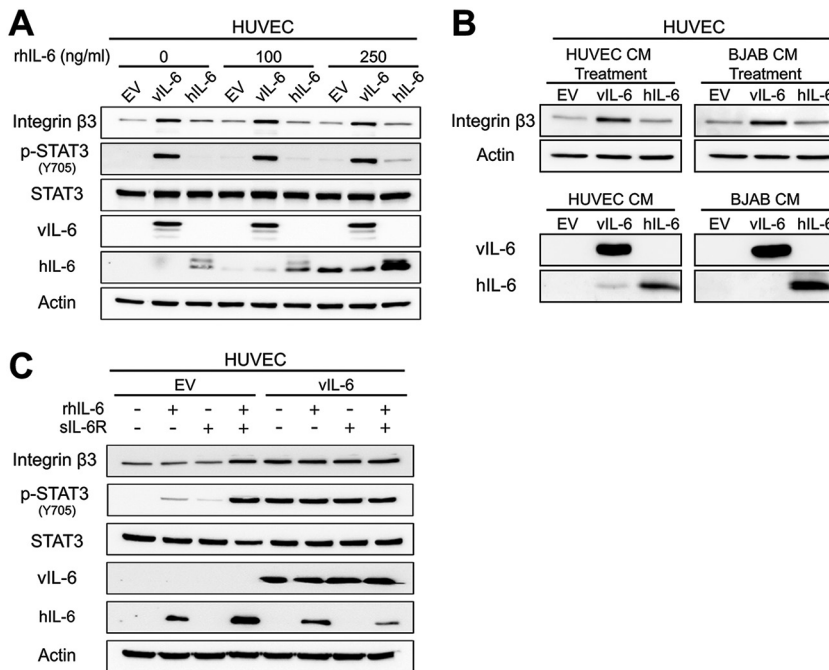 A
HUVEC
rhIL-6 (ng/ml) 0 100 250
EV vIL-6 hIL-6 EV vIL-6 hIL-6 EV vIL-6 hIL-6
Integrin β3
p-STAT3
(Y705)
STAT3
vIL-6
hIL-6
Actin
B
HUVEC
HUVEC CM
Treatment
BJAB CM
Treatment
EV vIL-6 hIL-6 EV vIL-6 hIL-6
Integrin β3
Actin
HUVEC CM BJAB CM
EV vIL-6 hIL-6 EV vIL-6 hIL-6
vIL-6
hIL-6
C
HUVEC
EV vIL-6
rhIL-6 - + - + - + - +
sIL-6R - - + + - - + +
Integrin β3
p-STAT3
(Y705)
STAT3
vIL-6
hIL-6
Actin